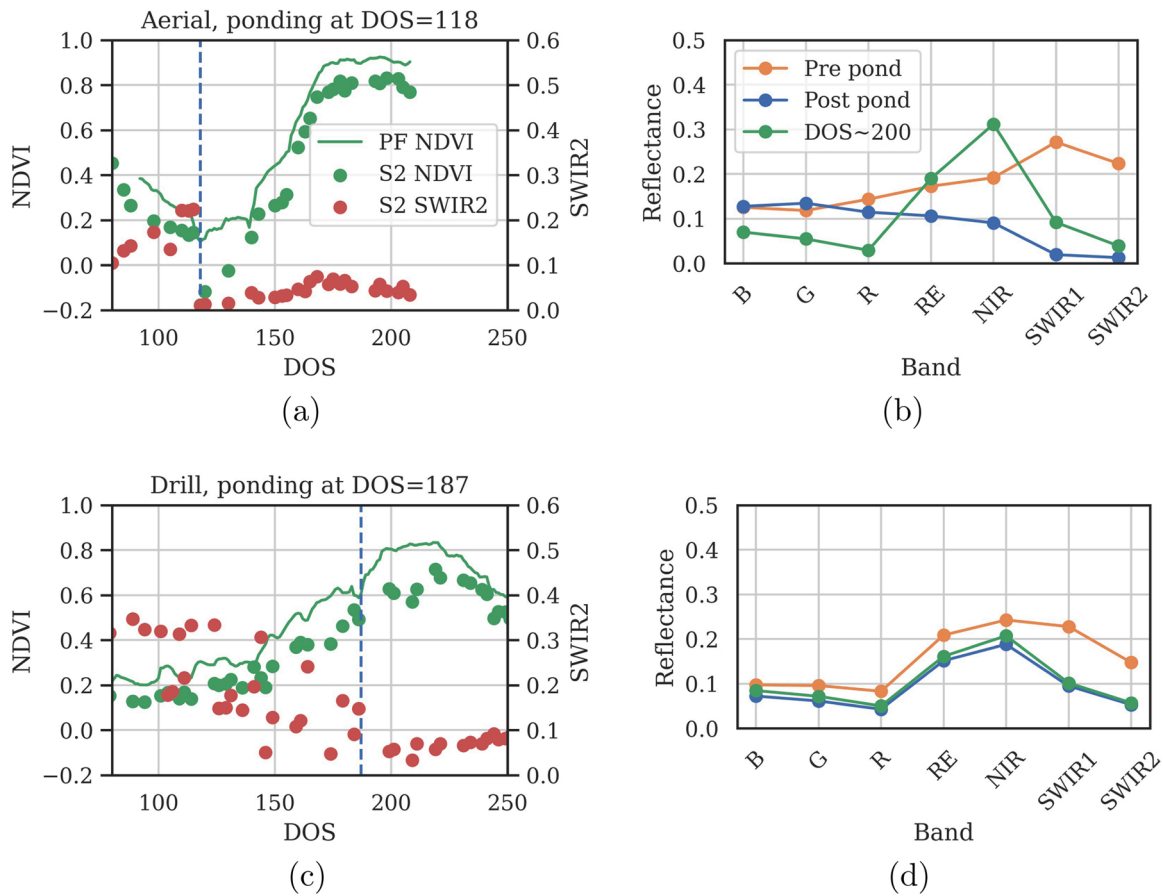 Aerial, ponding at DOS=118
1.0
0.8
0.6
0.4
0.2
0.0
−0.2
NDVI
0.6
0.5
0.4
0.3
0.2
0.1
0.0
SWIR2
PF NDVI
S2 NDVI
S2 SWIR2
100 150 200 250
DOS
(a)
0.5
0.4
0.3
0.2
0.1
0.0
Reflectance
Pre pond
Post pond
DOS~200
B G R RE NIR SWIR1 SWIR2
Band
(b)
Drill, ponding at DOS=187
1.0
0.8
0.6
0.4
0.2
0.0
−0.2
NDVI
0.6
0.5
0.4
0.3
0.2
0.1
0.0
SWIR2
100 150 200 250
DOS
(c)
0.5
0.4
0.3
0.2
0.1
0.0
Reflectance
B G R RE NIR SWIR1 SWIR2
Band
(d)